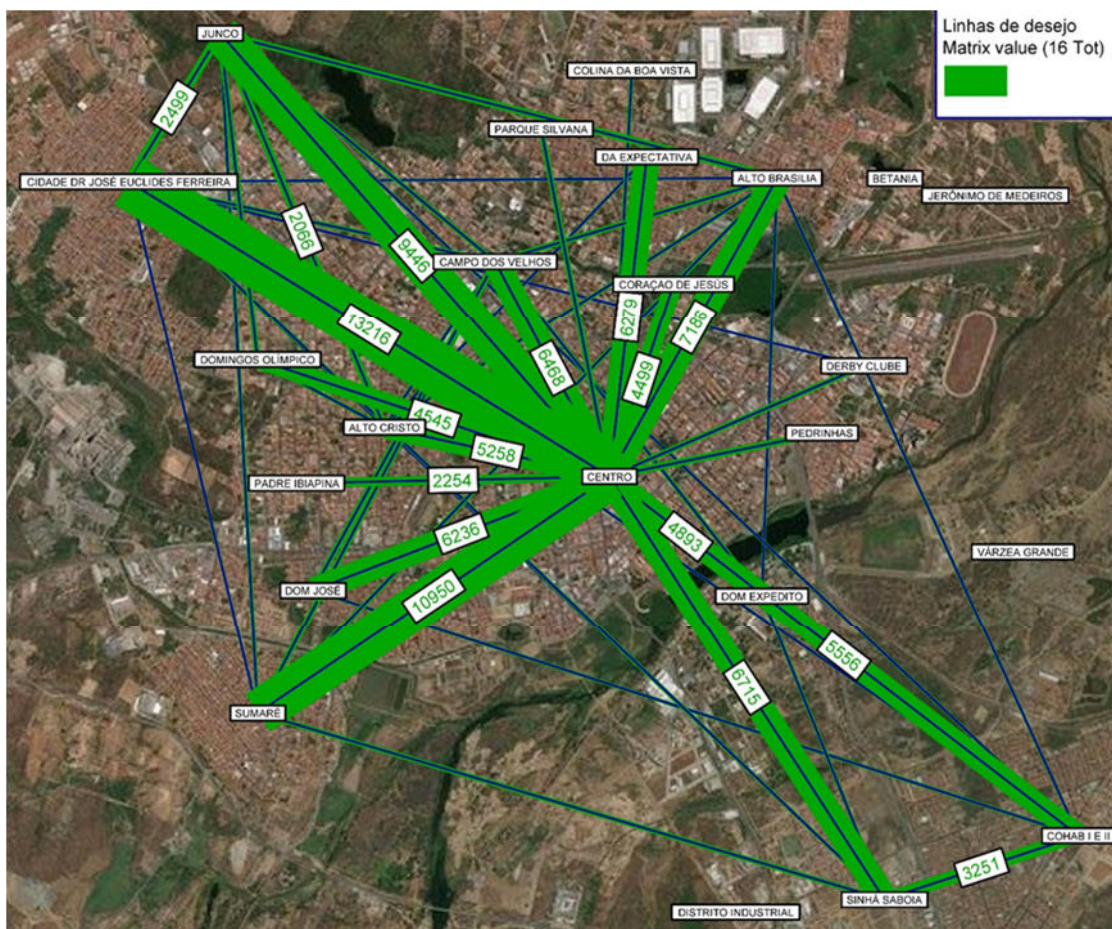 JUNCO
Linhas de desejo
Matrix value (16 Tot)
COLINA DA BOA VISTA
2499
PARQUE SILVANA
DA EXPECTATIVA
CIDADE DR JOSÉ EUCLIDES FERREIRA
ALTO BRASILIA
BETANIA
JERÔNIMO DE MEDEIROS
2066
9446
CAMPO DOS VELHOS
CORAÇAO DE JESÚS
13216
6279
7186
DOMINGOS OLÍMPICO
6468
4499
DERBY CLUBE
4545
ALTO CRISTO
5258
PEDRINHAS
PADRE IBIAPINA
2254
CENTRO
6236
4893
VÁRZEA GRANDE
DOM JOSÉ
10950
DOM EXPEDITO
5556
6715
SUMARÉ
COHAB I E II
3251
SINHÁ SABOIA
DISTRITO INDUSTRIAL